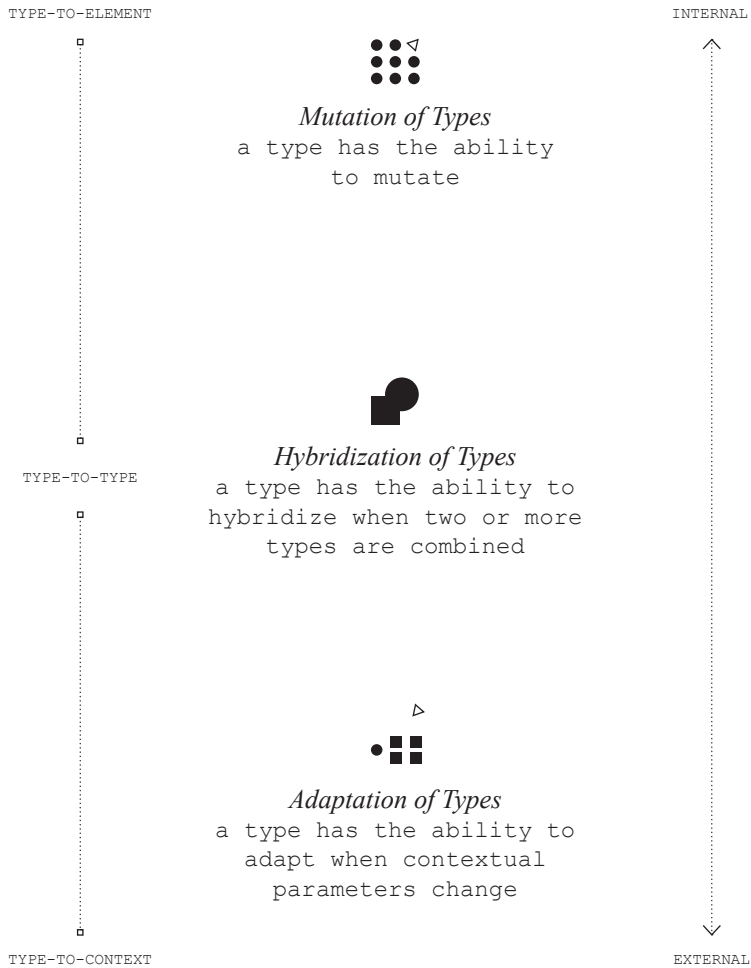 TYPE-TO-ELEMENT
INTERNAL
Mutation of Types
a type has the ability
to mutate
Hybridization of Types
TYPE-TO-TYPE
a type has the ability to
hybridize when two or more
types are combined
Adaptation of Types
a type has the ability to
adapt when contextual
parameters change
TYPE-TO-CONTEXT
EXTERNAL